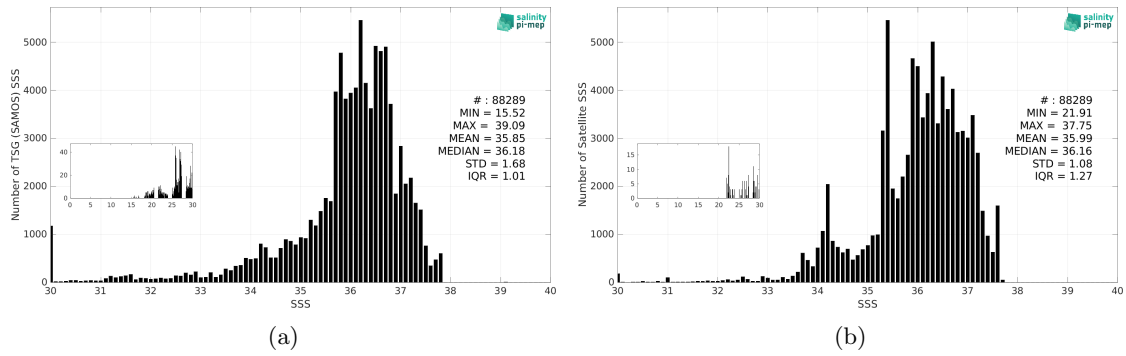 salinity
pi-mep
Number of TSG (SAMOS) SSS
5000
4000
3000
2000
1000
0
# : 88289
MIN = 15.52
MAX = 39.09
MEAN = 35.85
MEDIAN = 36.18
STD = 1.68
IQR = 1.01
40
20
0
0 5 10 15 20 25 30
30 31 32 33 34 35 36 37 38 39 40
SSS
(a)
salinity
pi-mep
Number of Satellite SSS
5000
4000
3000
2000
1000
0
# : 88289
MIN = 21.91
MAX = 37.75
MEAN = 35.99
MEDIAN = 36.16
STD = 1.08
IQR = 1.27
15
10
5
0
0 5 10 15 20 25 30
30 31 32 33 34 35 36 37 38 39 40
SSS
(b)